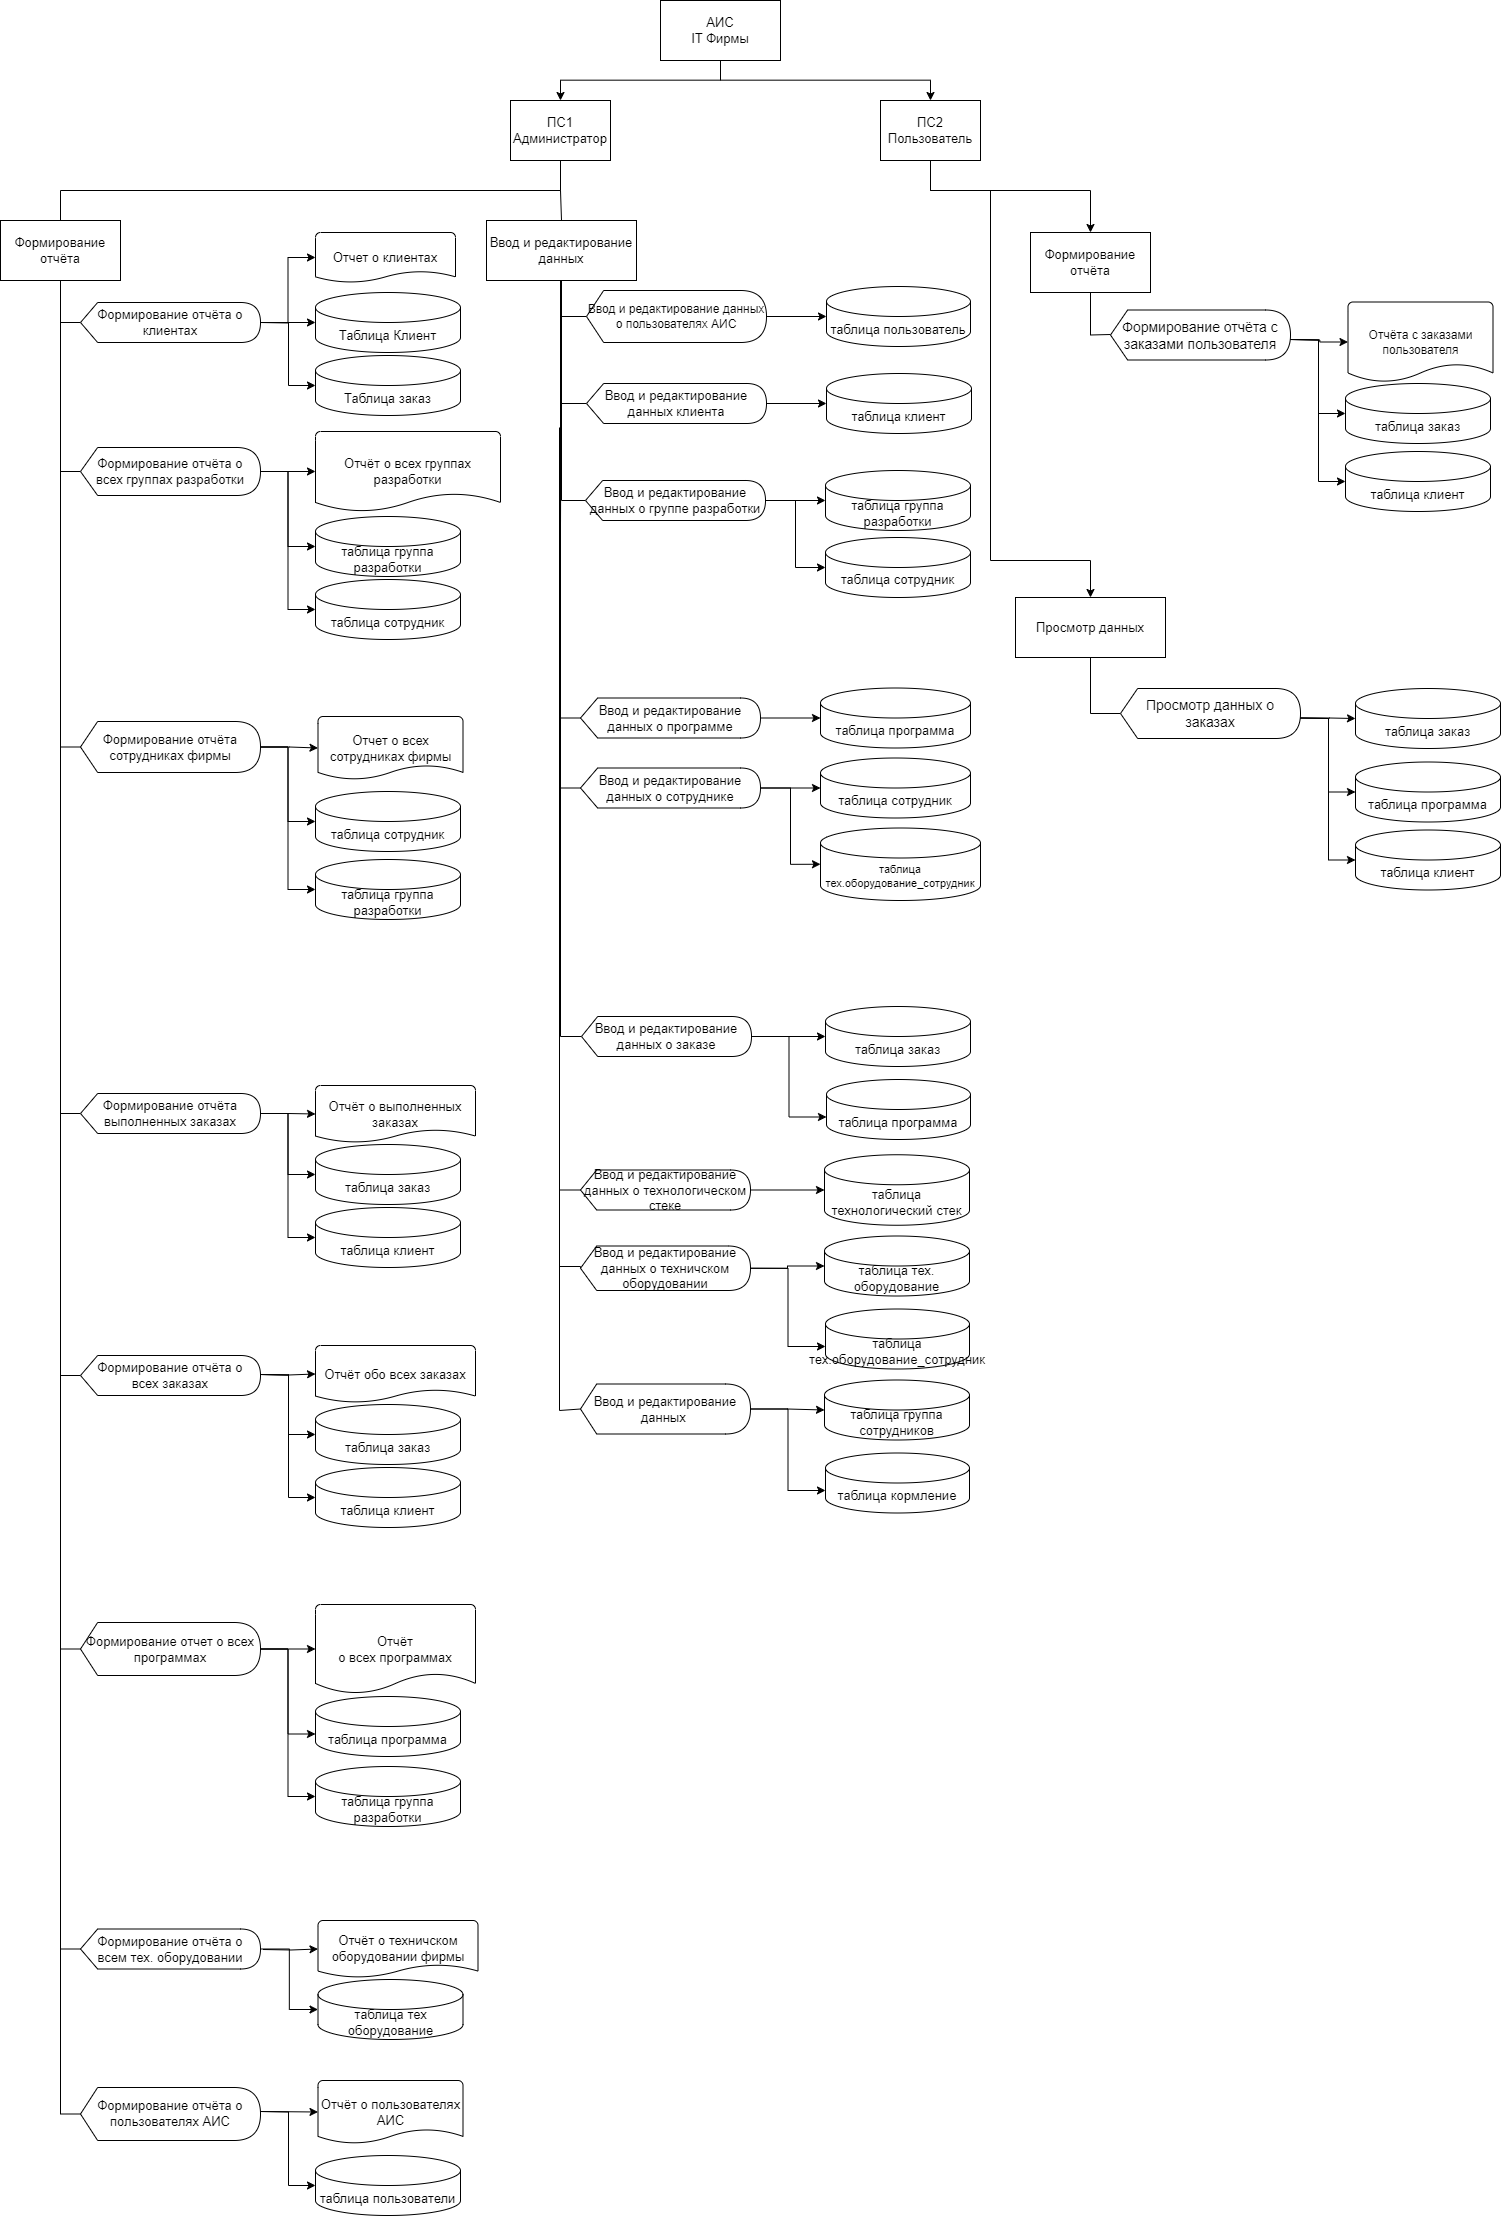 АИС
IT Фирмы
ПС1
Администратор
ПС2
Пользователь
Формирование
отчёта
Формирование отчёта о
клиентах
Отчет о клиентах
Таблица Клиент
Таблица заказ
Формирование отчёта о
всех группах разработки
Отчёт о всех группах
разработки
таблица группа
разработки
таблица сотрудник
Формирование отчёта
сотрудниках фирмы
Отчет о всех
сотрудниках фирмы
таблица сотрудник
таблица группа
разработки
Формирование отчёта
выполненных заказах
Отчёт о выполненных
заказах
таблица заказ
таблица клиент
Формирование отчёта о
всех заказах
Отчёт обо всех заказах
таблица заказ
таблица клиент
Формирование отчет о всех
программах
Отчёт
о всех программах
таблица программа
таблица группа
разработки
Формирование отчёта о
всем тех. оборудовании
Отчёт о техничском
оборудовании фирмы
таблица тех
оборудование
Формирование отчёта о
пользователях АИС
Отчёт о пользователях
АИС
таблица пользователи
Ввод и редактирование
данных
Ввод и редактирование данных
о пользователях АИС
таблица пользователь
Ввод и редактирование
данных клиента
таблица клиент
Ввод и редактирование
данных о группе разработки
таблица группа
разработки
таблица сотрудник
Ввод и редактирование
данных о программе
таблица программа
Ввод и редактирование
данных о сотруднике
таблица сотрудник
таблица
тех.оборудование_сотрудник
Ввод и редактирование
данных о заказе
таблица заказ
таблица программа
Ввод и редактирование
данных о технологическом
стеке
таблица
технологический стек
Ввод и редактирование
данных о техничском
оборудовании
таблица тех.
оборудование
таблица
тех.оборудование_сотрудник
Ввод и редактирование
данных
таблица группа
сотрудников
таблица кормление
Формирование
отчёта
Формирование отчёта с
заказами пользователя
Отчёта с заказами
пользователя
таблица заказ
таблица клиент
Просмотр данных
Просмотр данных о
заказах
таблица заказ
таблица программа
таблица клиент